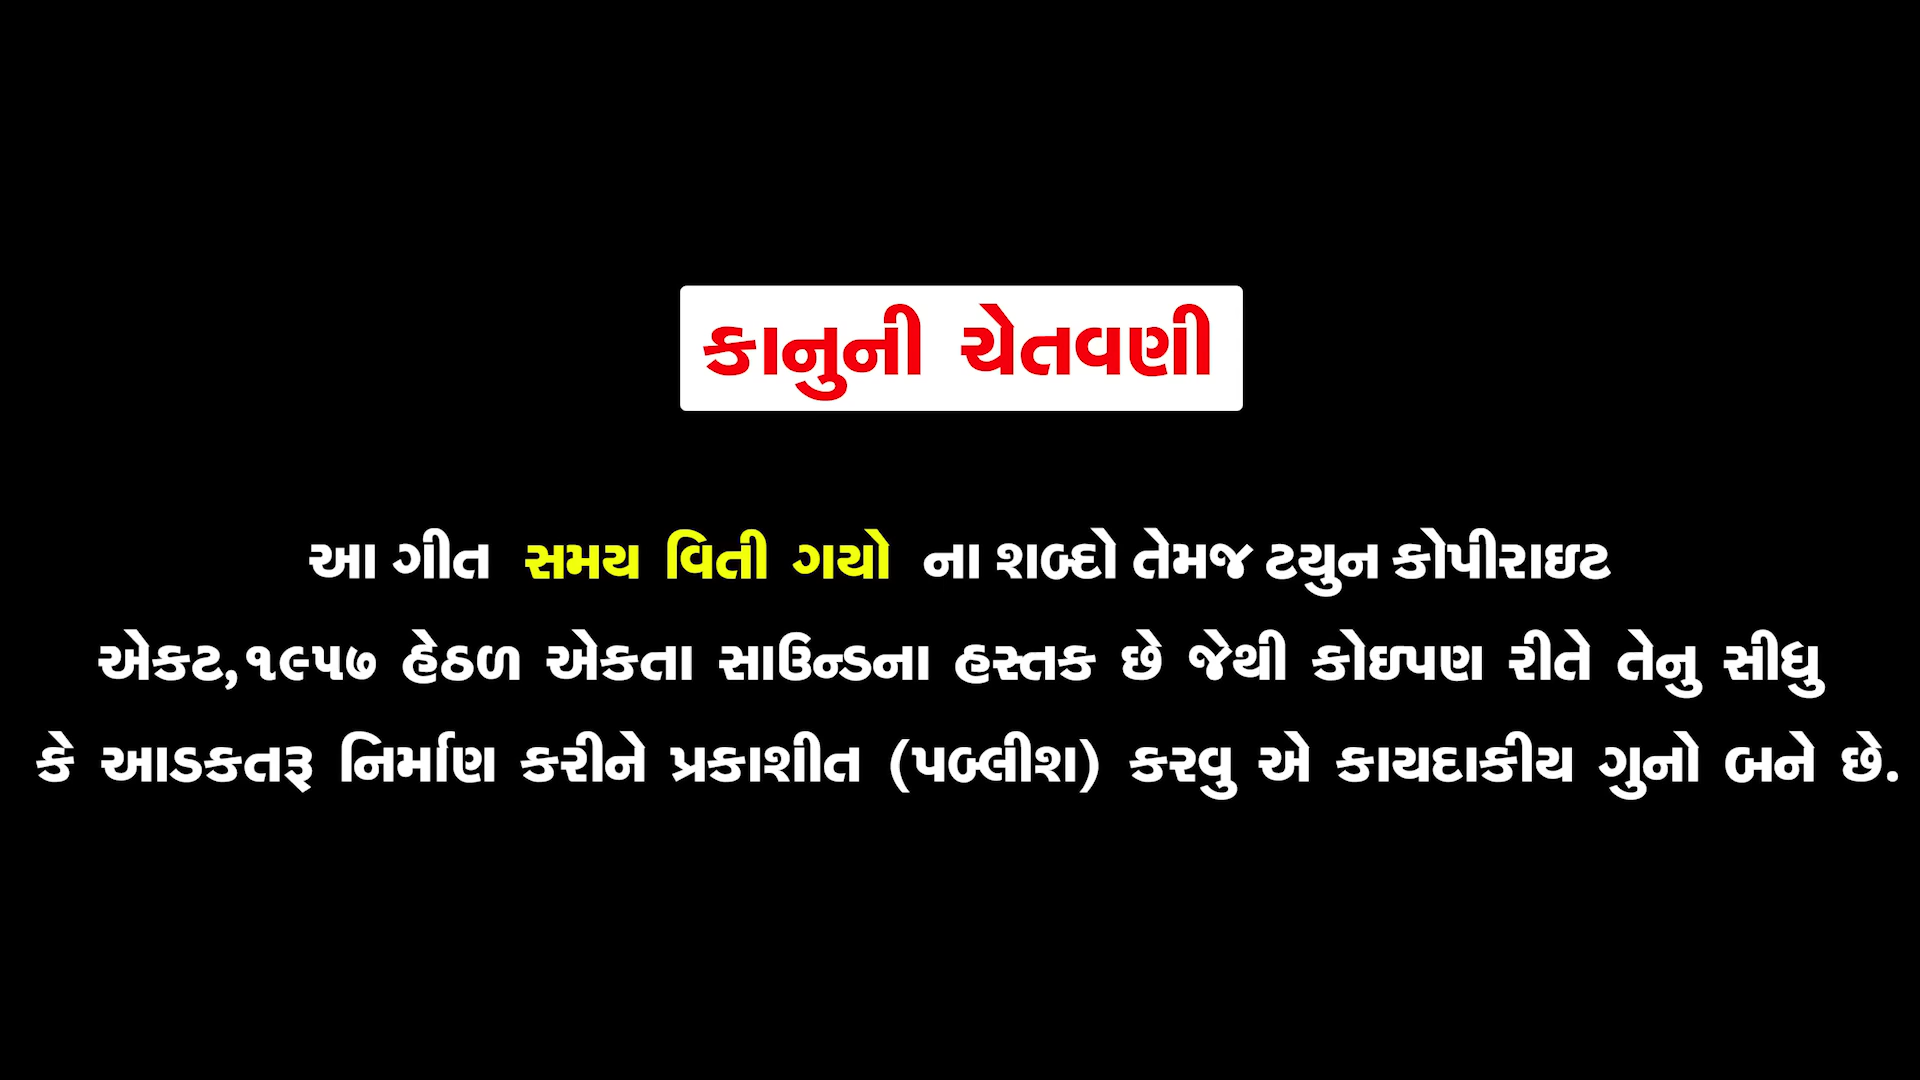 કાનુની ચેતવણી
આ ગીત સમય વિતી ગયો ના શબ્દો તેમજ ટયુન કોપીરાઇટ
એકટ,૧૯૫૭ હેઠળ એકતા સાઉન્ડના હસ્તક છે જેથી કોઇપણ રીતે તેનુ સીધુ
કે આડકતરૂ નિર્માણ કરીને પ્રકાશીત (પબ્લીશ) કરવુ એ કાયદાકીય ગુનો બને છે.